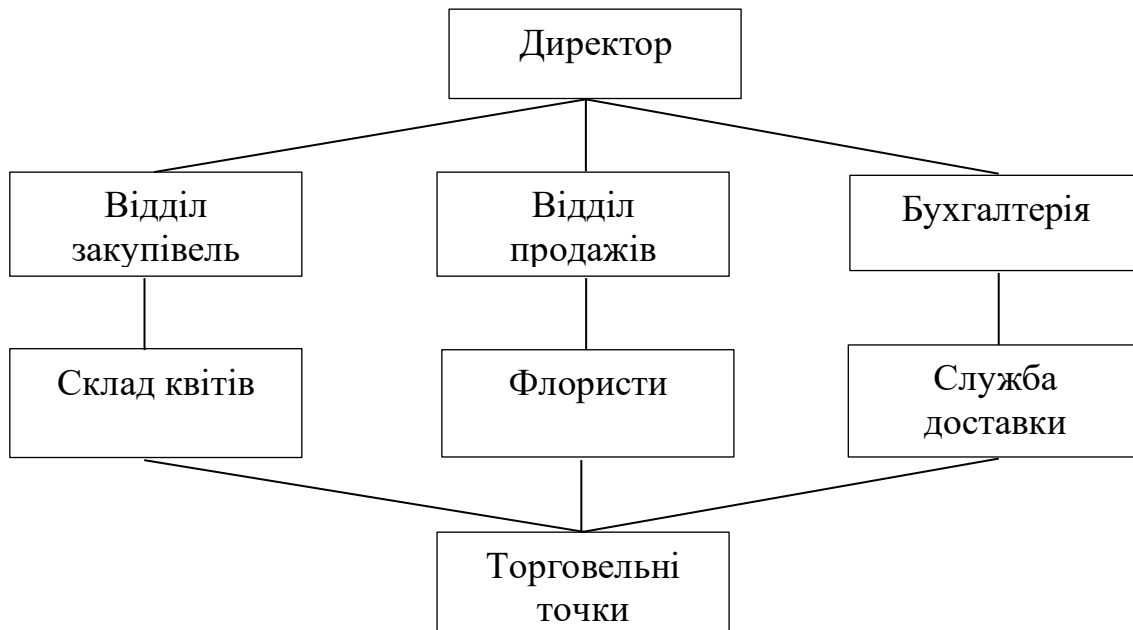 Директор
Відділ
закупівель
Відділ
продажів
Бухгалтерія
Склад квітів
Флористи
Служба
доставки
Торговельні
точки